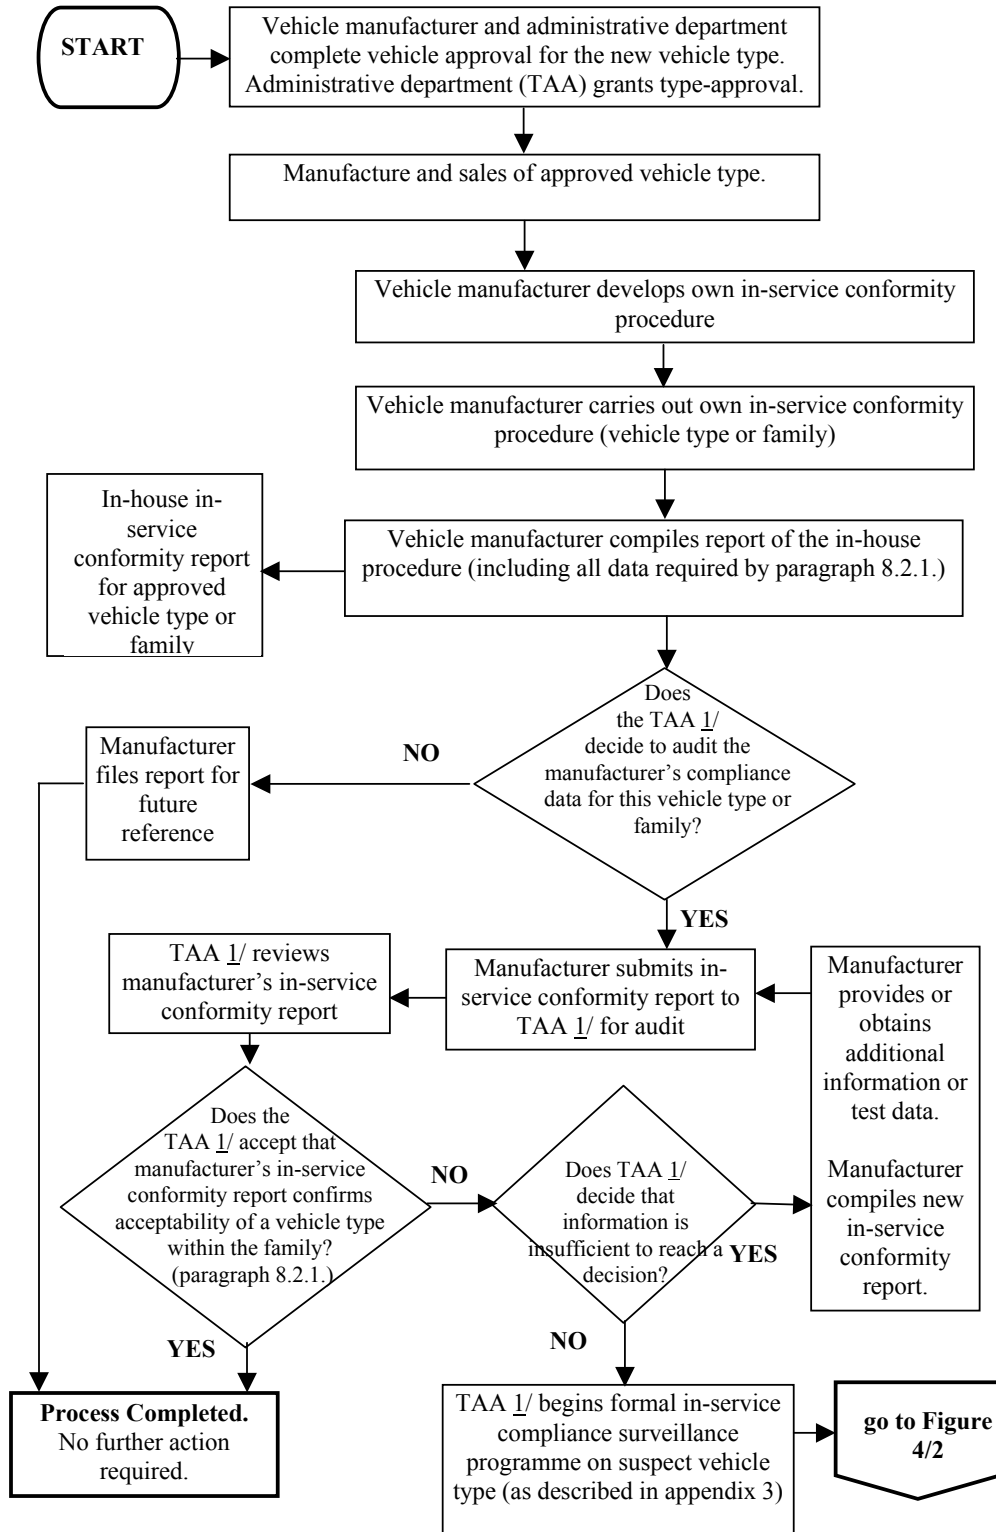 START
Vehicle manufacturer and administrative department
complete vehicle approval for the new vehicle type.
Administrative department (TAA) grants type-approval.
Manufacture and sales of approved vehicle type.
Vehicle manufacturer develops own in-service conformity
procedure
Vehicle manufacturer carries out own in-service conformity
procedure (vehicle type or family)
In-house in-
service
conformity report
for approved
vehicle type or
family
Vehicle manufacturer compiles report of the in-house
procedure (including all data required by paragraph 8.2.1.)
Does
the TAA 1/
decide to audit the
manufacturer's compliance
data for this vehicle type or
family?
NO
Manufacturer
files report for
future
reference
YES
TAA 1/ reviews
manufacturer's in-service
conformity report
Manufacturer submits in-
service conformity report to
TAA 1/ for audit
Manufacturer
provides or
obtains
additional
information or
test data.
Manufacturer
compiles new
in-service
conformity
report.
Does the
TAA 1/ accept that
manufacturer's in-service
conformity report confirms
acceptability of a vehicle type
within the family?
(paragraph 8.2.1.)
NO
Does TAA 1/
decide that
information is
insufficient to reach a
decision?
YES
YES
NO
Process Completed.
No further action
required.
TAA 1/ begins formal in-service
compliance surveillance
programme on suspect vehicle
type (as described in appendix 3)
go to Figure
4/2